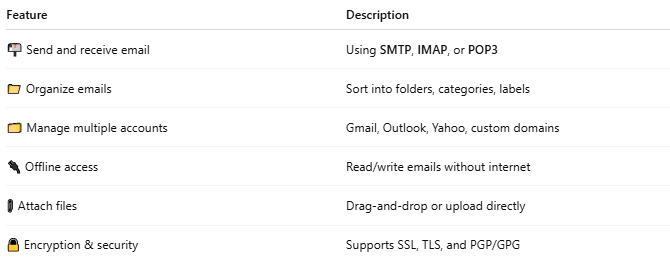 Feature Description
📬 Send and receive email Using SMTP, IMAP, or POP3
📂 Organize emails Sort into folders, categories, labels
🗂 Manage multiple accounts Gmail, Outlook, Yahoo, custom domains
🔌 Offline access Read/write emails without internet
📎 Attach files Drag-and-drop or upload directly
🔒 Encryption & security Supports SSL, TLS, and PGP/GPG